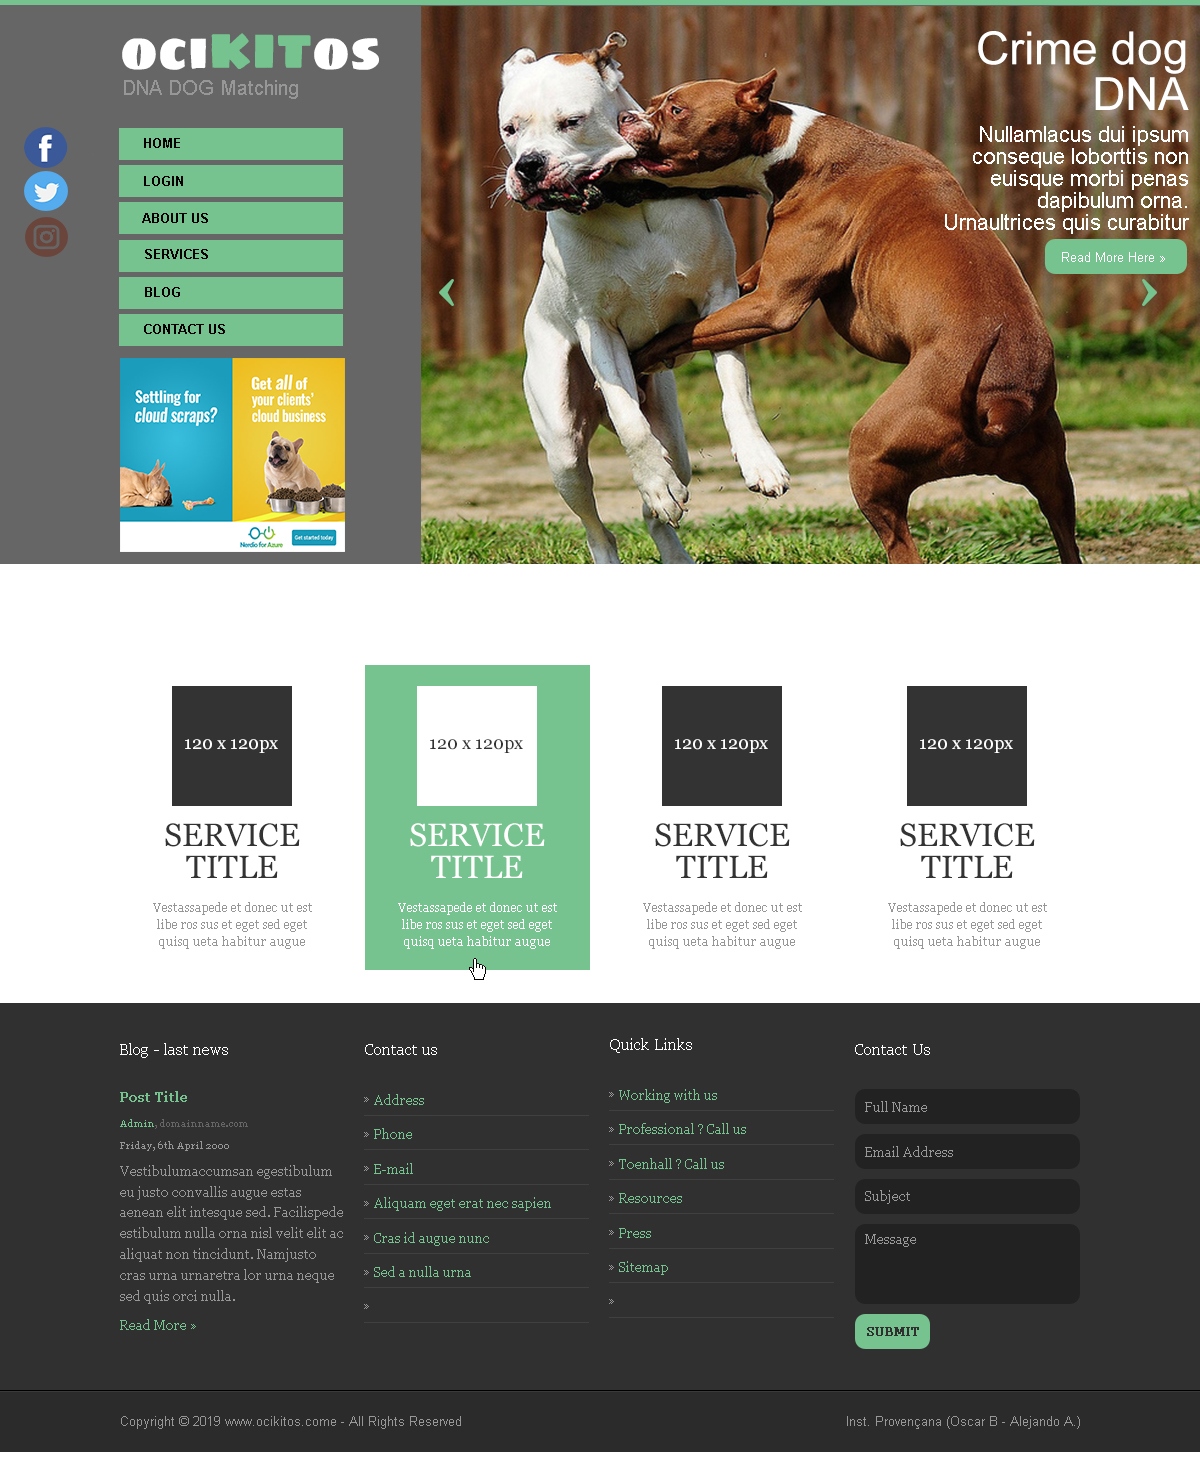 OCIKITOS
DNA DOG Matching
HOME
LOGIN
ABOUT US
SERVICES
BLOG
CONTACT US
Settling for
cloud scraps?
Get all of
your clients'
cloud business
Nerdio for Azure
Get started today
Crime dog
DNA
Nullamlacus dui ipsum
conseque loborttis non
euisque morbi penas
dapibulum orna.
Urnaultrices quis curabitur
Read More Here »
120 x 120px
SERVICE
TITLE
Vestassapede et donec ut est
libe ros sus et eget sed eget
quisq ueta habitur augue
120 x 120px
SERVICE
TITLE
Vestassapede et donec ut est
libe ros sus et eget sed eget
quisq ueta habitur augue
120 x 120px
SERVICE
TITLE
Vestassapede et donec ut est
libe ros sus et eget sed eget
quisq ueta habitur augue
120 x 120px
SERVICE
TITLE
Vestassapede et donec ut est
libe ros sus et eget sed eget
quisq ueta habitur augue
Blog - last news
Post Title
Admin, domainname.com
Friday, 6th April 2000
Vestibulumaccumsan egestibulum
eu justo convallis augue estas
aenean elit intesque sed. Facilispede
estibulum nulla orna nisl velit elit ac
aliquat non tincidunt. Namjusto
cras urna urnaretra lor urna neque
sed quis orci nulla.
Read More »
Contact us
» Address
» Phone
» E-mail
» Aliquam eget erat nec sapien
» Cras id augue nunc
» Sed a nulla urna
»
Quick Links
» Working with us
» Professional ? Call us
» Toenhall ? Call us
» Resources
» Press
» Sitemap
»
Contact Us
Full Name
Email Address
Subject
Message
SUBMIT
Copyright © 2019 www.ocikitos.come - All Rights Reserved
Inst. Provençana (Oscar B - Alejando A.)